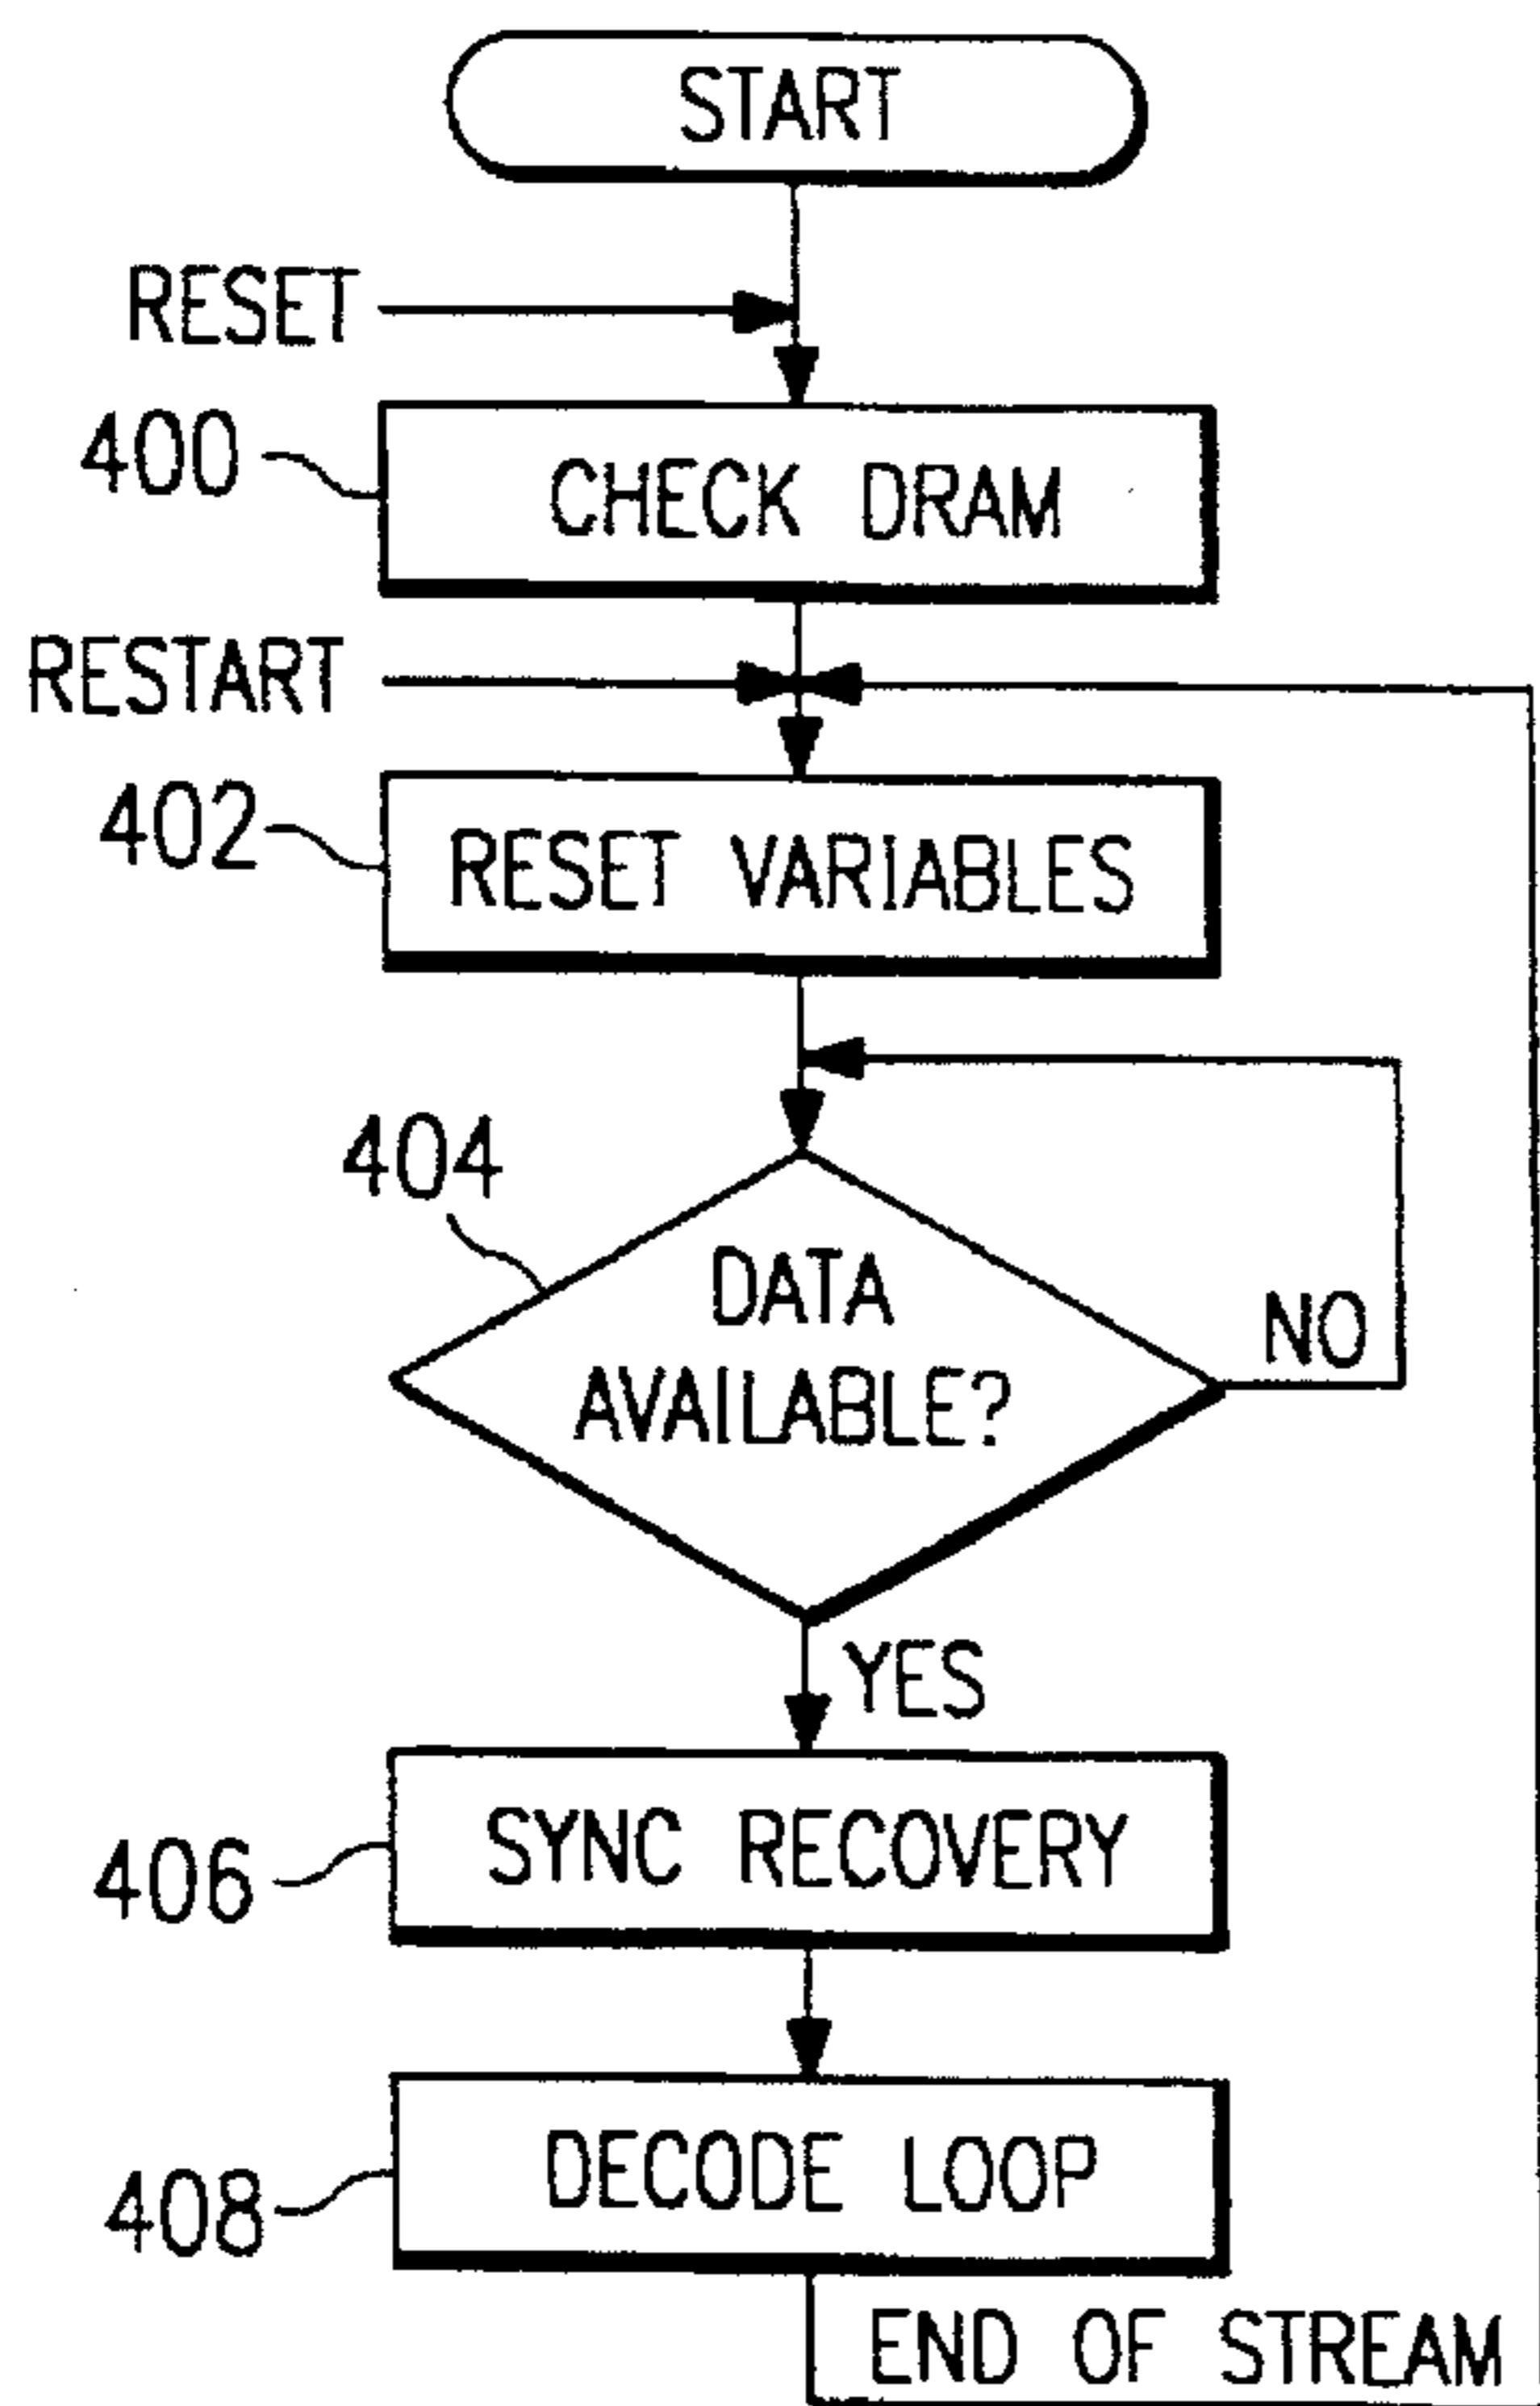 START
RESET
400
CHECK DRAM
RESTART
402
RESET VARIABLES
404
DATA
AVAILABLE?
NO
YES
406
SYNC RECOVERY
408
DECODE LOOP
END OF STREAM